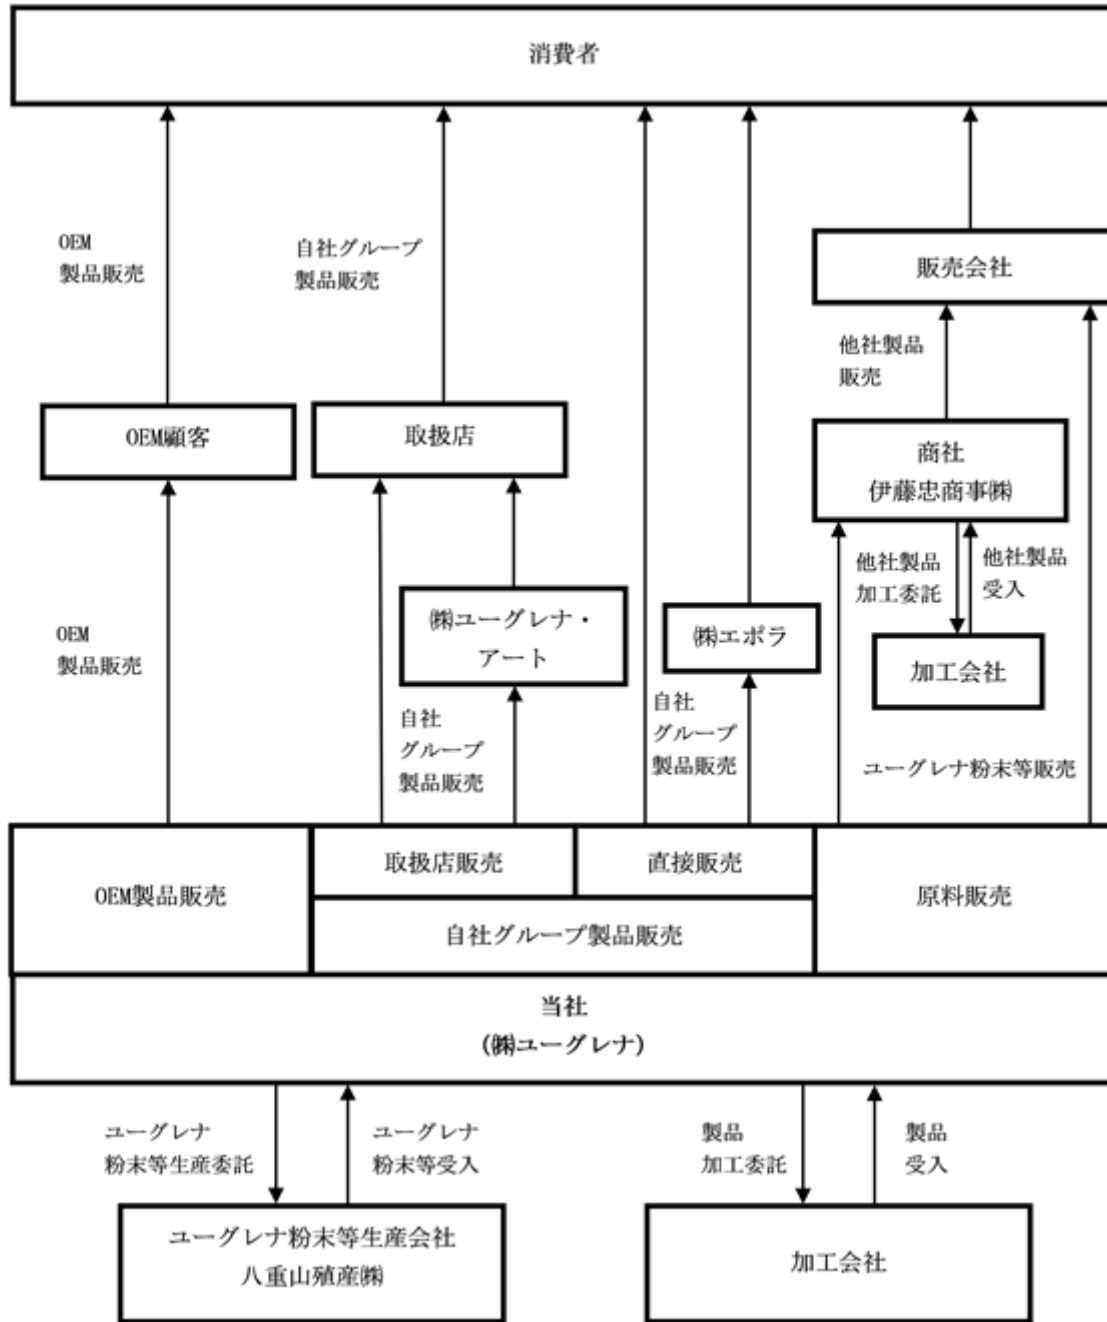 消費者
OEM
製品販売
自社グループ
製品販売
販売会社
他社製品
販売
OEM顧客
取扱店
商社
伊藤忠商事㈱
他社製品
加工委託
他社製品
受入
㈱ユーグレナ・
アート
㈱エポラ
加工会社
OEM
製品販売
自社
グループ
製品販売
自社
グループ
製品販売
ユーグレナ粉末等販売
OEM製品販売
取扱店販売
直接販売
原料販売
自社グループ製品販売
当社
(㈱ユーグレナ)
ユーグレナ
粉末等生産委託
ユーグレナ
粉末等受入
製品
加工委託
製品
受入
ユーグレナ粉末等生産会社
八重山殖産㈱
加工会社